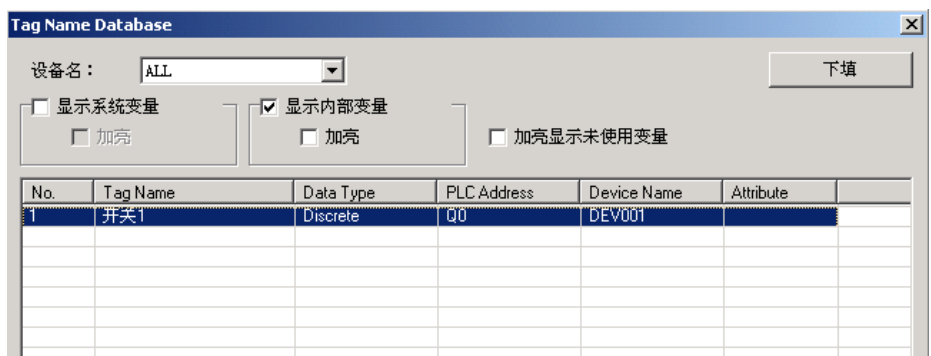 Tag Name Database
设备名： ALL 下填
显示系统变量 显示内部变量
加亮 加亮 加亮显示未使用变量
No. Tag Name Data Type PLC Address Device Name Attribute
1 开关1 Discrete Q0 DEV001